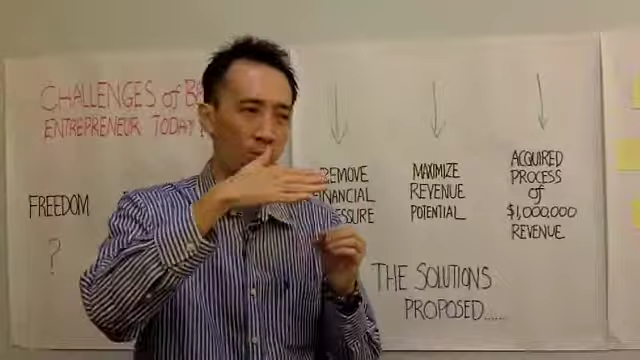 CHALLENGES of
ENTREPRENEUR TODAY
FREEDOM
?
REMOVE
FINANCIAL
MAXIMIZE
REVENUE
POTENTIAL
ACQUIRED
PROCESS
of
$1,000,000
REVENUE
THE SOLUTIONS
PROPOSED.....